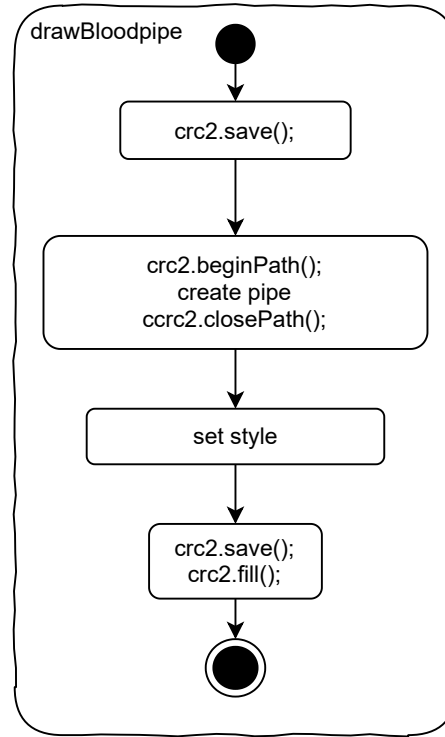 drawBloodpipe
crc2.save();
crc2.beginPath();
create pipe
ccrc2.closePath();
set style
crc2.save();
crc2.fill();